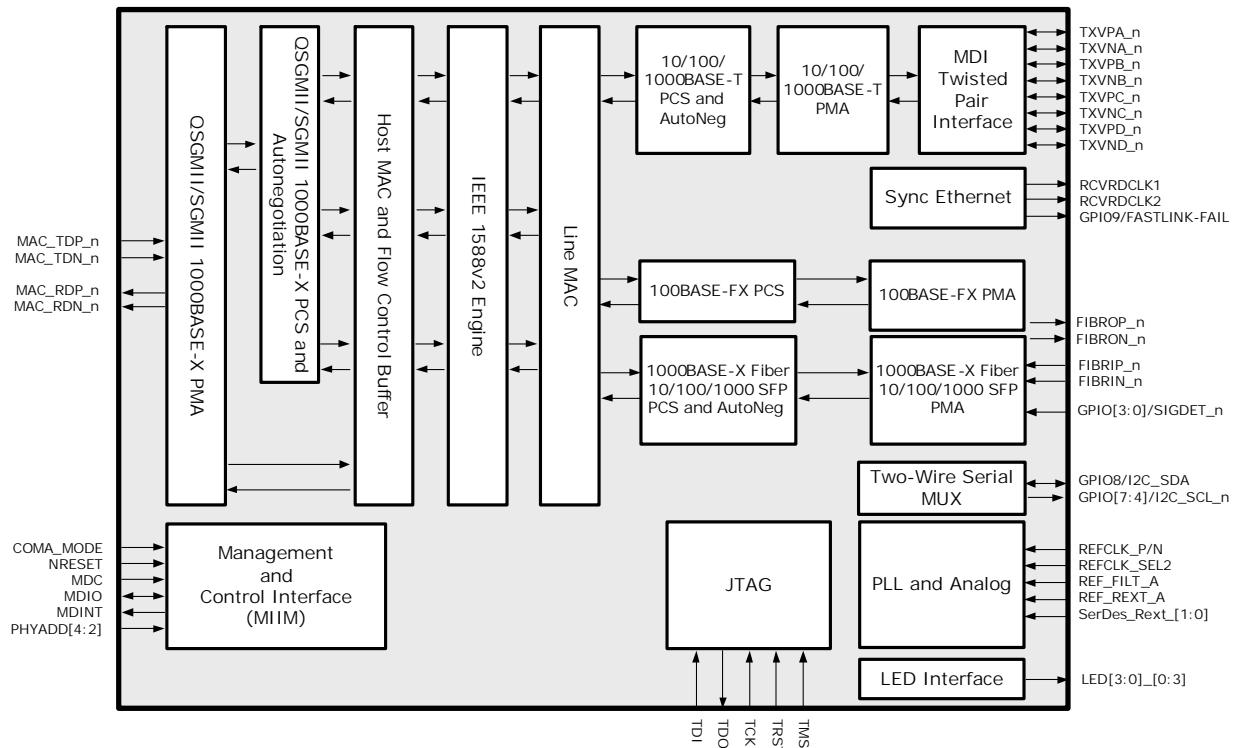 MAC_TDP_n
MAC_TDN_n
MAC_RDP_n
MAC_RDN_n
COMA_MODE
NRESET
MDC
MDIO
MDINT
PHYADD[4:2]
QSGMII/SGMII 1000BASE-X PMA
QSGMII/SGMII 1000BASE-X PCS and
Autonegotiation
Host MAC and Flow Control Buffer
IEEE 1588v2 Engine
Line MAC
10/100/
1000BASE-T
PCS and
AutoNeg
10/100/
1000BASE-T
PMA
MDI
Twisted
Pair
Interface
TXVPA_n
TXVNA_n
TXVPB_n
TXVNB_n
TXVPC_n
TXVNC_n
TXVPD_n
TXVND_n
Sync Ethernet
RCVRDCLK1
RCVRDCLK2
GPIO9/FASTLINK-FAIL
100BASE-FX PCS
100BASE-FX PMA
FIBROP_n
FIBRON_n
1000BASE-X Fiber
10/100/1000 SFP
PCS and AutoNeg
1000BASE-X Fiber
10/100/1000 SFP
PMA
FIBRIP_n
FIBRIN_n
GPIO[3:0]/SIGDET_n
Two-Wire Serial
MUX
GPIO8/I2C_SDA
GPIO[7:4]/I2C_SCL_n
Management
and
Control Interface
(MIIM)
JTAG
TDI
TDO
TCK
TRS
TMS
PLL and Analog
REFCLK_P/N
REFCLK_SEL2
REF_FILT_A
REF_REXT_A
SerDes_Rext_[1:0]
LED Interface
LED[3:0]_[0:3]